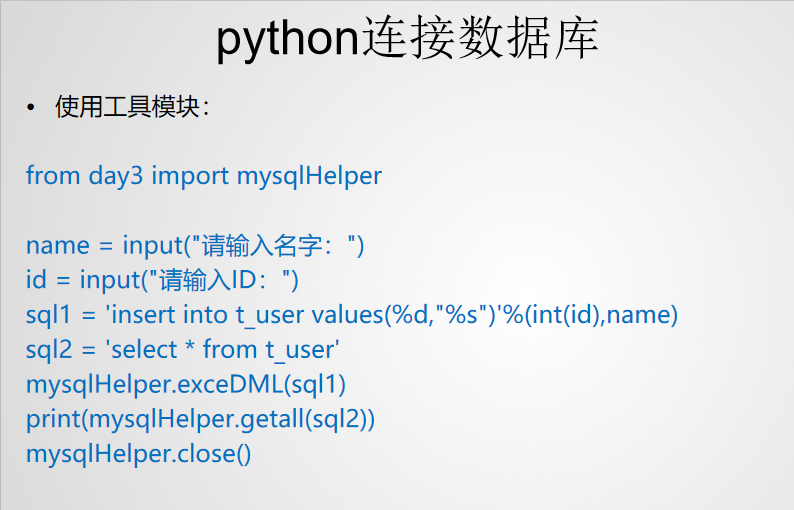 python连接数据库
• 使用工具模块：
from day3 import mysqlHelper
name = input("请输入名字：")
id = input("请输入ID：")
sql1 = 'insert into t_user values(%d,"%s")'%(int(id),name)
sql2 = 'select * from t_user'
mysqlHelper.exceDML(sql1)
print(mysqlHelper.getall(sql2))
mysqlHelper.close()